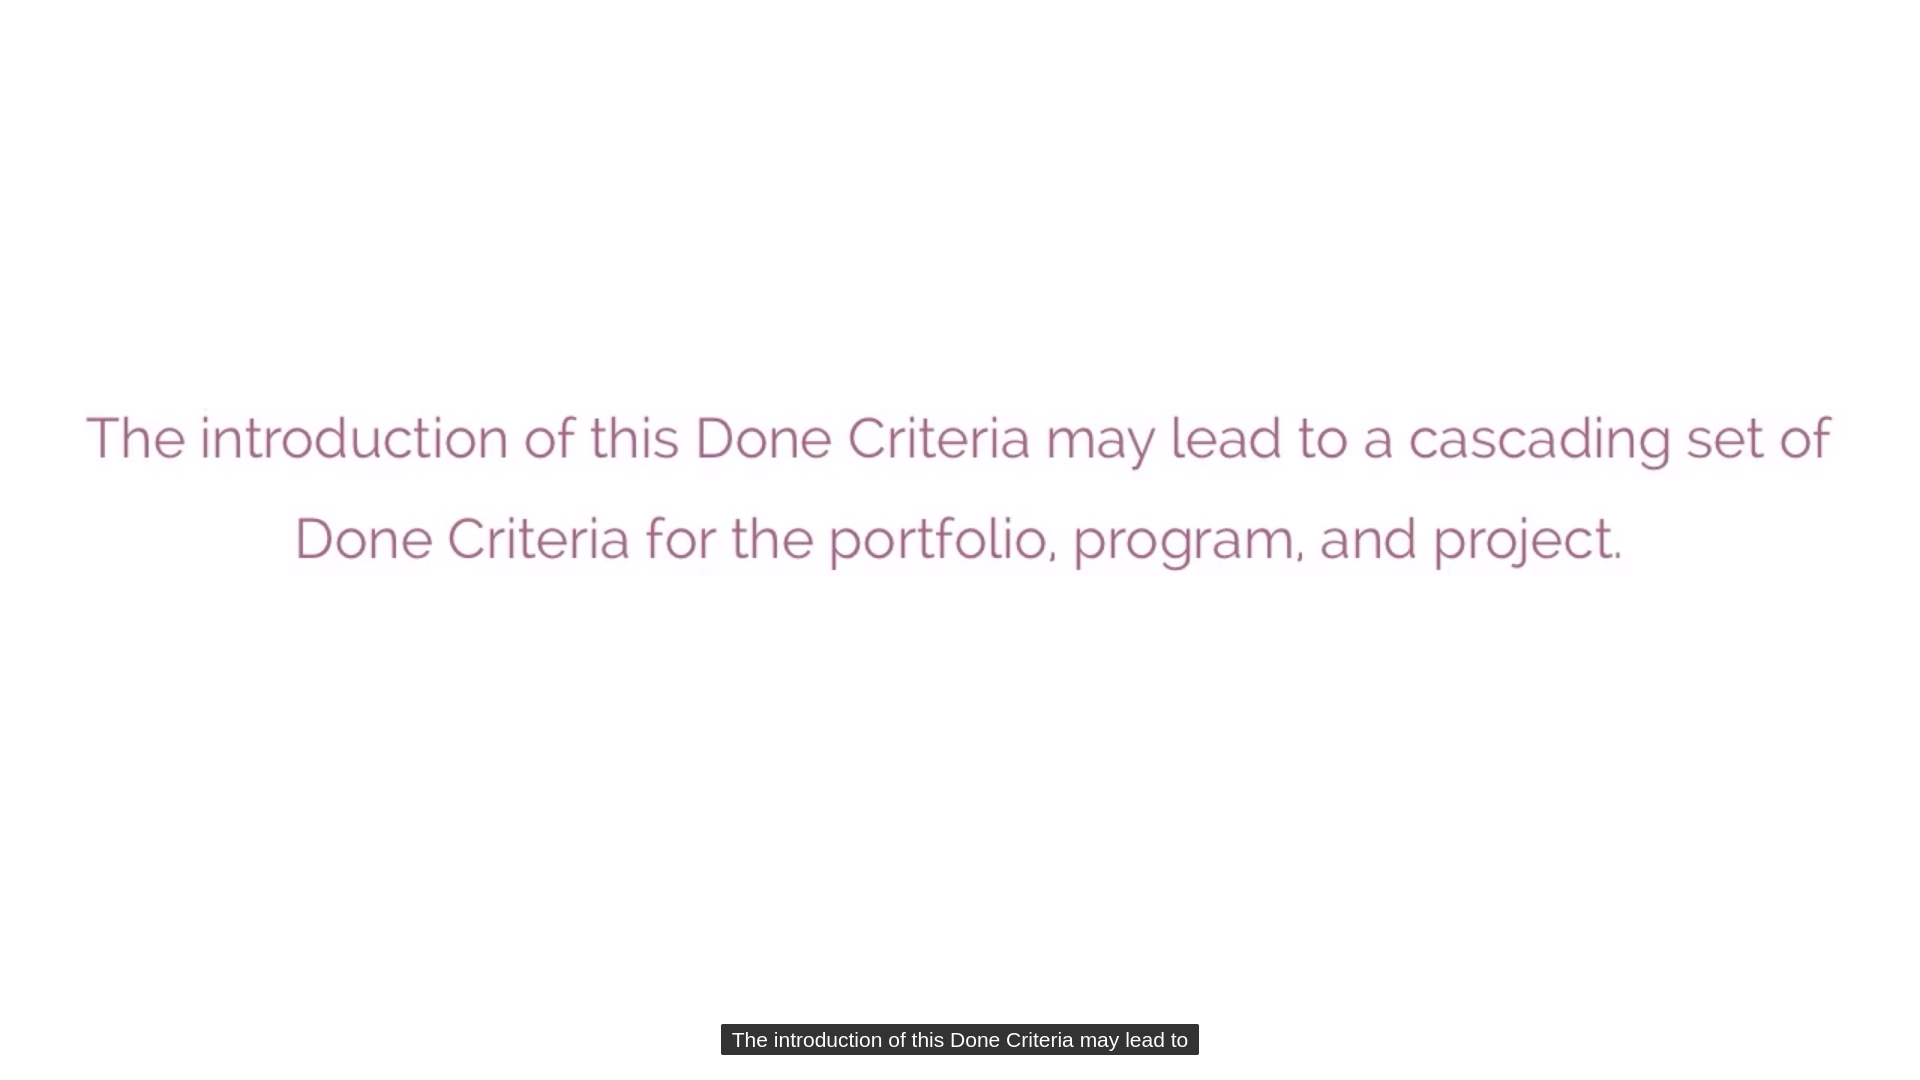 The introduction of this Done Criteria may lead to a cascading set of
Done Criteria for the portfolio, program, and project.
The introduction of this Done Criteria may lead to